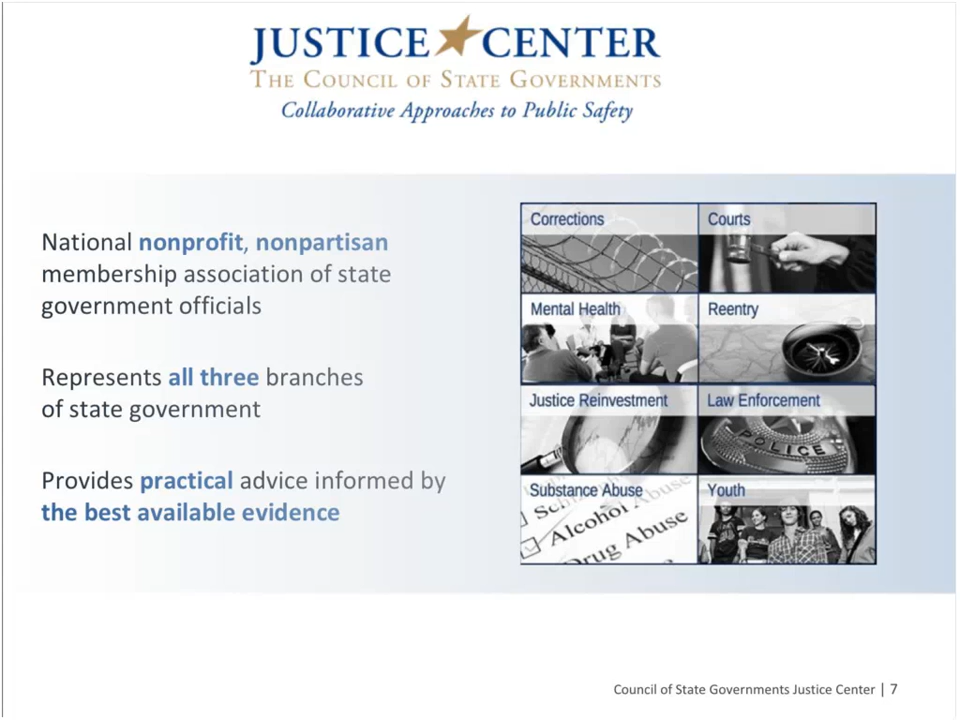 JUSTICE CENTER
THE COUNCIL OF STATE GOVERNMENTS
Collaborative Approaches to Public Safety
National nonprofit, nonpartisan
membership association of state
government officials
Represents all three branches
of state government
Provides practical advice informed by
the best available evidence
Corrections
Courts
Mental Health
Reentry
Justice Reinvestment
Law Enforcement
POLICE
Substance Abuse
Abuse
Alcohol Abuse
Drug Abuse
Youth
Council of State Governments Justice Center | 7